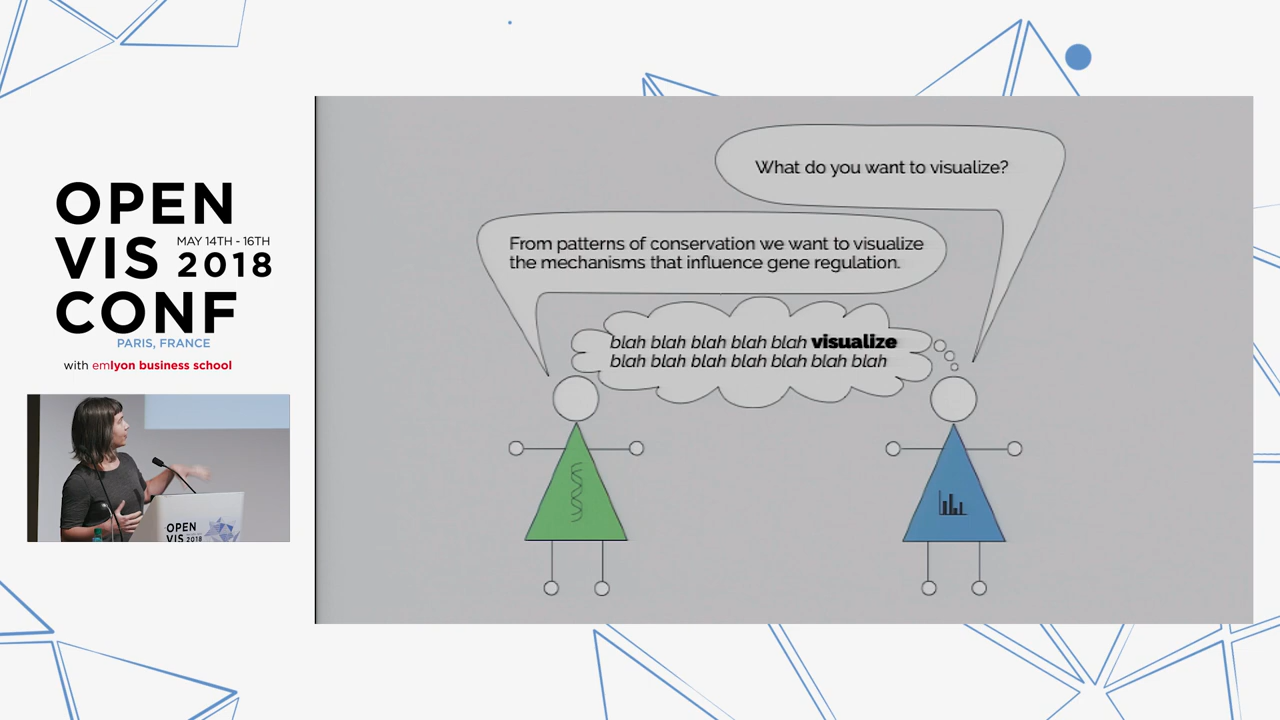 OPEN
VIS
MAY 14TH - 16TH
2018
CONF
PARIS, FRANCE
with emlyon business school
What do you want to visualize?
From patterns of conservation we want to visualize
the mechanisms that influence gene regulation.
blah blah blah blah blah visualize
blah blah blah blah blah blah blah
OPEN
VIS 2018